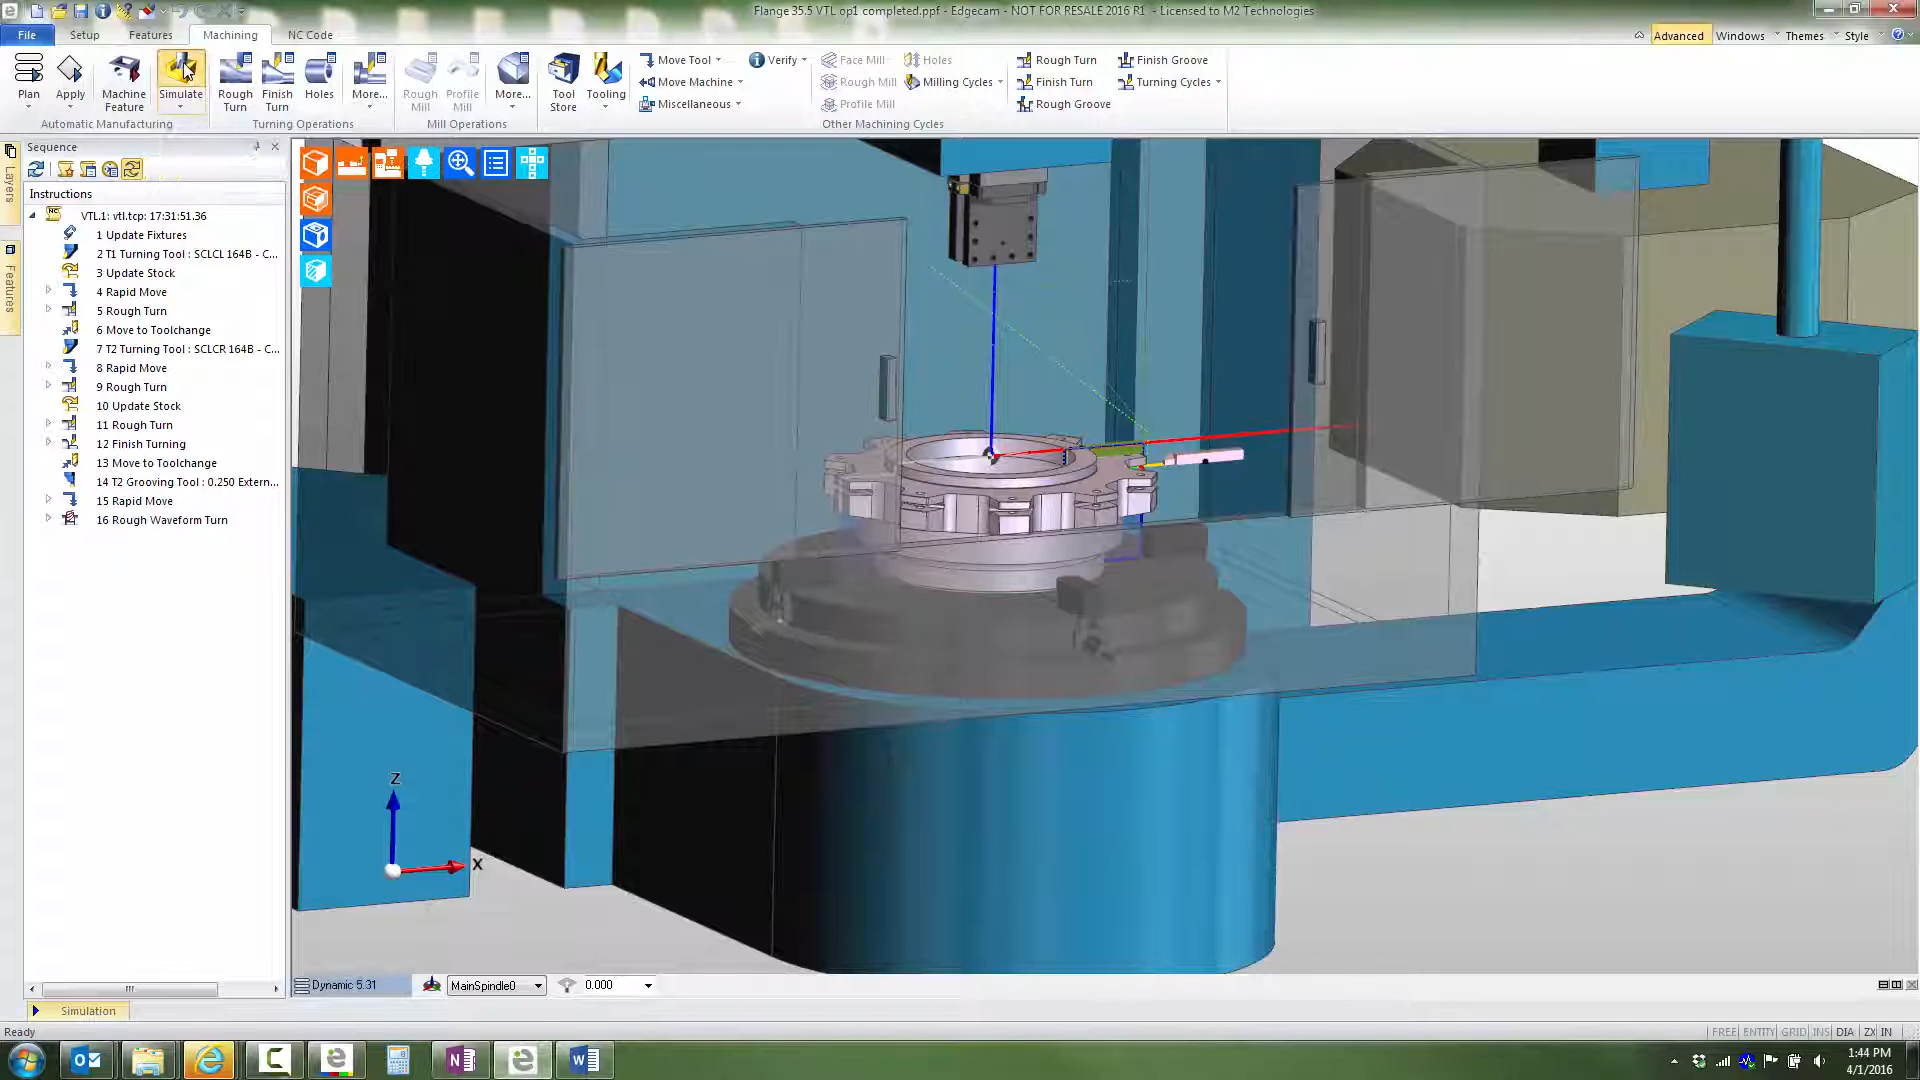 Flange 35.5 VTL op1 completed.ppf - Edgecam - NOT FOR RESALE 2016 R1 - Licensed to M2 Technologies
File Setup Features Machining NC Code Advanced Windows Themes Style
Plan Apply Machine Feature Simulate
Automatic Manufacturing
Rough Turn Finish Turn Holes More...
Turning Operations
Rough Mill Profile Mill More...
Mill Operations
Tool Store Tooling
Move Tool Verify
Move Machine
Miscellaneous
Face Mill Holes
Rough Mill Milling Cycles
Profile Mill
Rough Turn Finish Groove
Finish Turn Turning Cycles
Rough Groove
Other Machining Cycles
Layers
Features
Sequence
Instructions
VTL.1: vtl.tcp: 17:31:51.36
1 Update Fixtures
2 T1 Turning Tool : SCLCL 164B - C...
3 Update Stock
4 Rapid Move
5 Rough Turn
6 Move to Toolchange
7 T2 Turning Tool : SCLCR 164B - C...
8 Rapid Move
9 Rough Turn
10 Update Stock
11 Rough Turn
12 Finish Turning
13 Move to Toolchange
14 T2 Grooving Tool : 0.250 Extern...
15 Rapid Move
16 Rough Waveform Turn
Z
X
Dynamic 5.31 MainSpindle0 0.000
Simulation
Ready
FREE ENTITY GRID INS DIA ZX IN
1:44 PM
4/1/2016